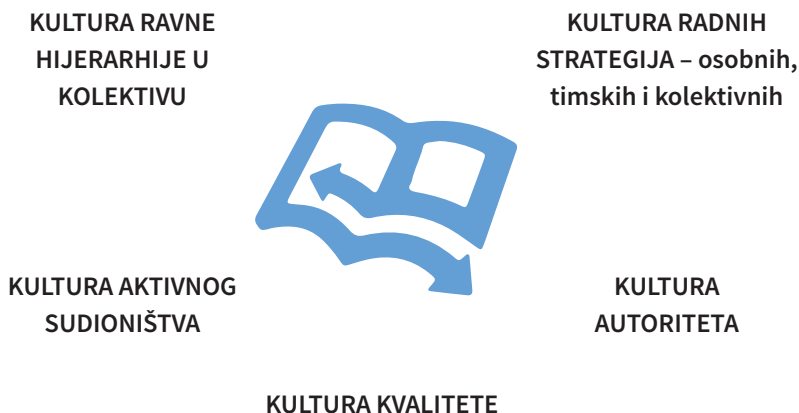 KULTURA RAVNE
HIJERARHIJE U
KOLEKTIVU
KULTURA RADNIH
STRATEGIJA – osobnih,
timskih i kolektivnih
KULTURA AKTIVNOG
SUDIONIŠTVA
KULTURA
AUTORITETA
KULTURA KVALITETE